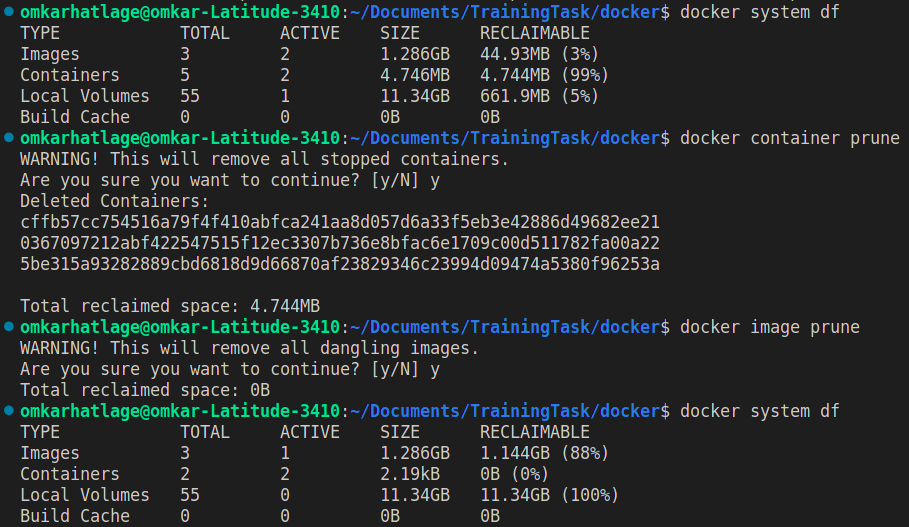 omkarhatlage@omkar-Latitude-3410:~/Documents/TrainingTask/docker$ docker system df
TYPE            TOTAL     ACTIVE    SIZE      RECLAIMABLE
Images          3         2         1.286GB   44.93MB (3%)
Containers      5         2         4.746MB   4.744MB (99%)
Local Volumes   55        1         11.34GB   661.9MB (5%)
Build Cache     0         0         0B        0B
omkarhatlage@omkar-Latitude-3410:~/Documents/TrainingTask/docker$ docker container prune
WARNING! This will remove all stopped containers.
Are you sure you want to continue? [y/N] y
Deleted Containers:
cffb57cc754516a79f4f410abfca241aa8d057d6a33f5eb3e42886d49682ee21
0367097212abf422547515f12ec3307b736e8bfac6e1709c00d511782fa00a22
5be315a93282889cbd6818d9d66870af23829346c23994d09474a5380f96253a

Total reclaimed space: 4.744MB
omkarhatlage@omkar-Latitude-3410:~/Documents/TrainingTask/docker$ docker image prune
WARNING! This will remove all dangling images.
Are you sure you want to continue? [y/N] y
Total reclaimed space: 0B
omkarhatlage@omkar-Latitude-3410:~/Documents/TrainingTask/docker$ docker system df
TYPE            TOTAL     ACTIVE    SIZE      RECLAIMABLE
Images          3         1         1.286GB   1.144GB (88%)
Containers      2         2         2.19kB    0B (0%)
Local Volumes   55        0         11.34GB   11.34GB (100%)
Build Cache     0         0         0B        0B